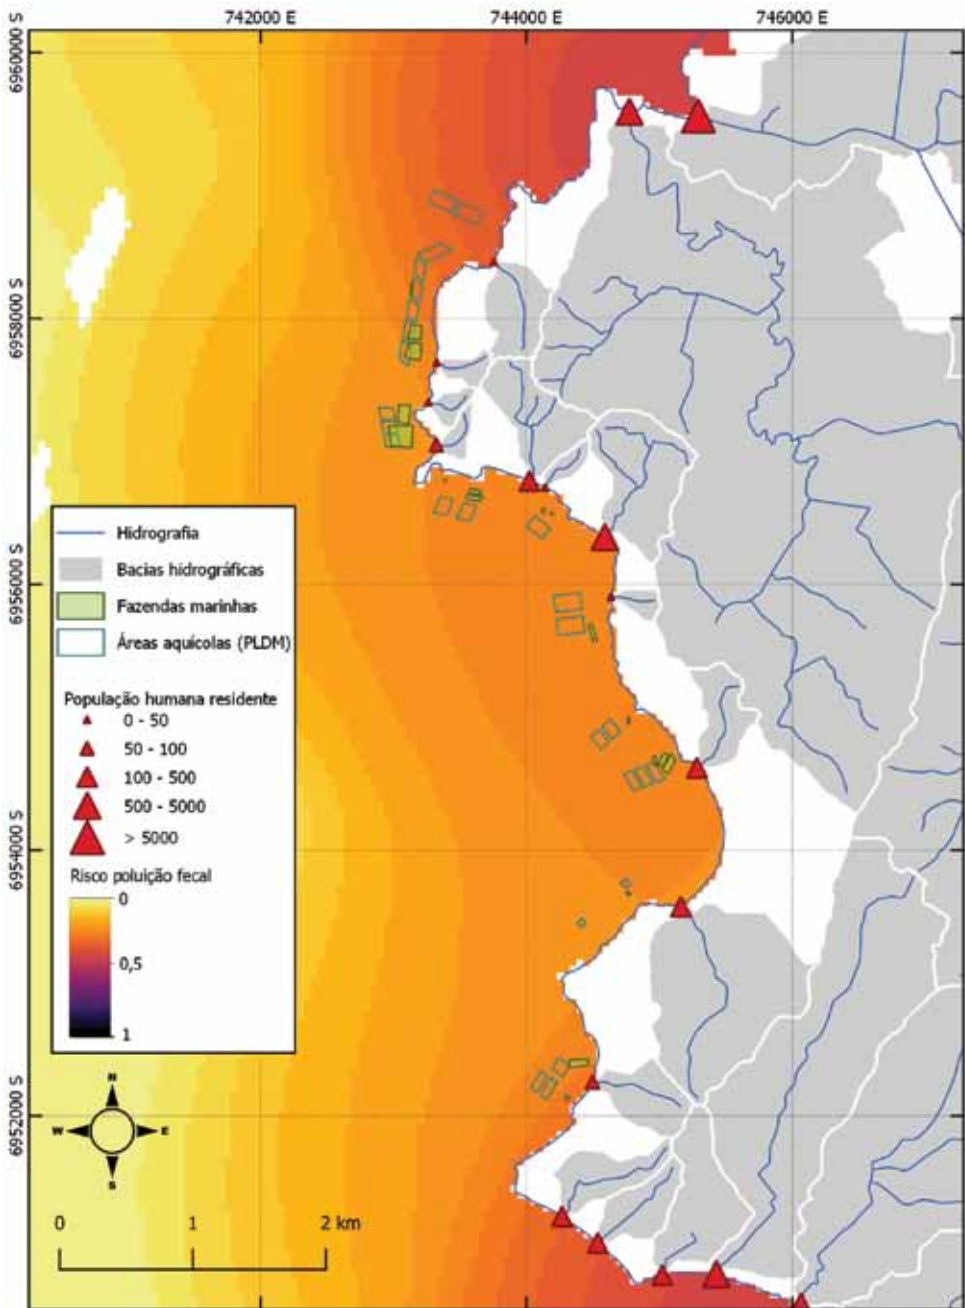 742000 E
744000 E
746000 E
6960000 S
6958000 S
6956000 S
6954000 S
6952000 S
Hidrografia
Bacias hidrográficas
Fazendas marinhas
Áreas aquícolas (PLDM)
População humana residente
0 - 50
50 - 100
100 - 500
500 - 5000
> 5000
Risco poluição fecal
0
0,5
1
N
W
E
S
0
1
2 km